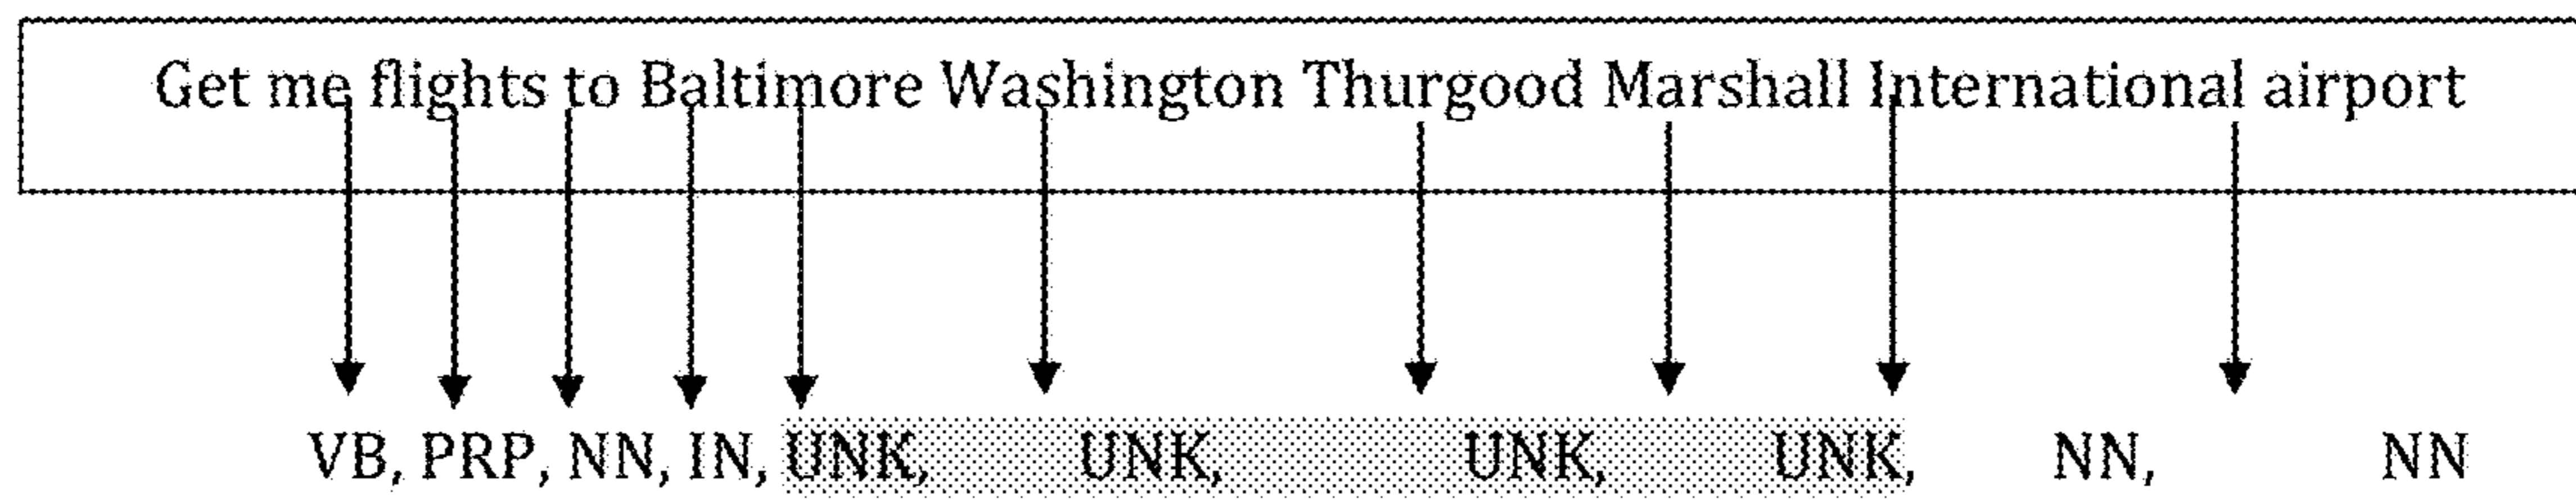 Get me flights to Baltimore Washington Thurgood Marshall International airport
VB, PRP, NN, IN, UNK, UNK, UNK, UNK, NN, NN